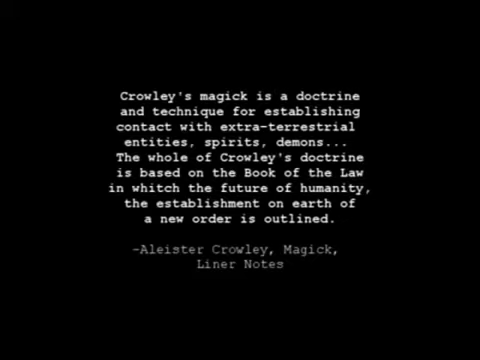 Crowley's magick is a doctrine
and technique for establishing
contact with extra-terrestrial
entities, spirits, demons...
The whole of Crowley's doctrine
is based on the Book of the Law
in whitch the future of humanity,
the establishment on earth of
a new order is outlined.
-Aleister Crowley, Magick,
Liner Notes